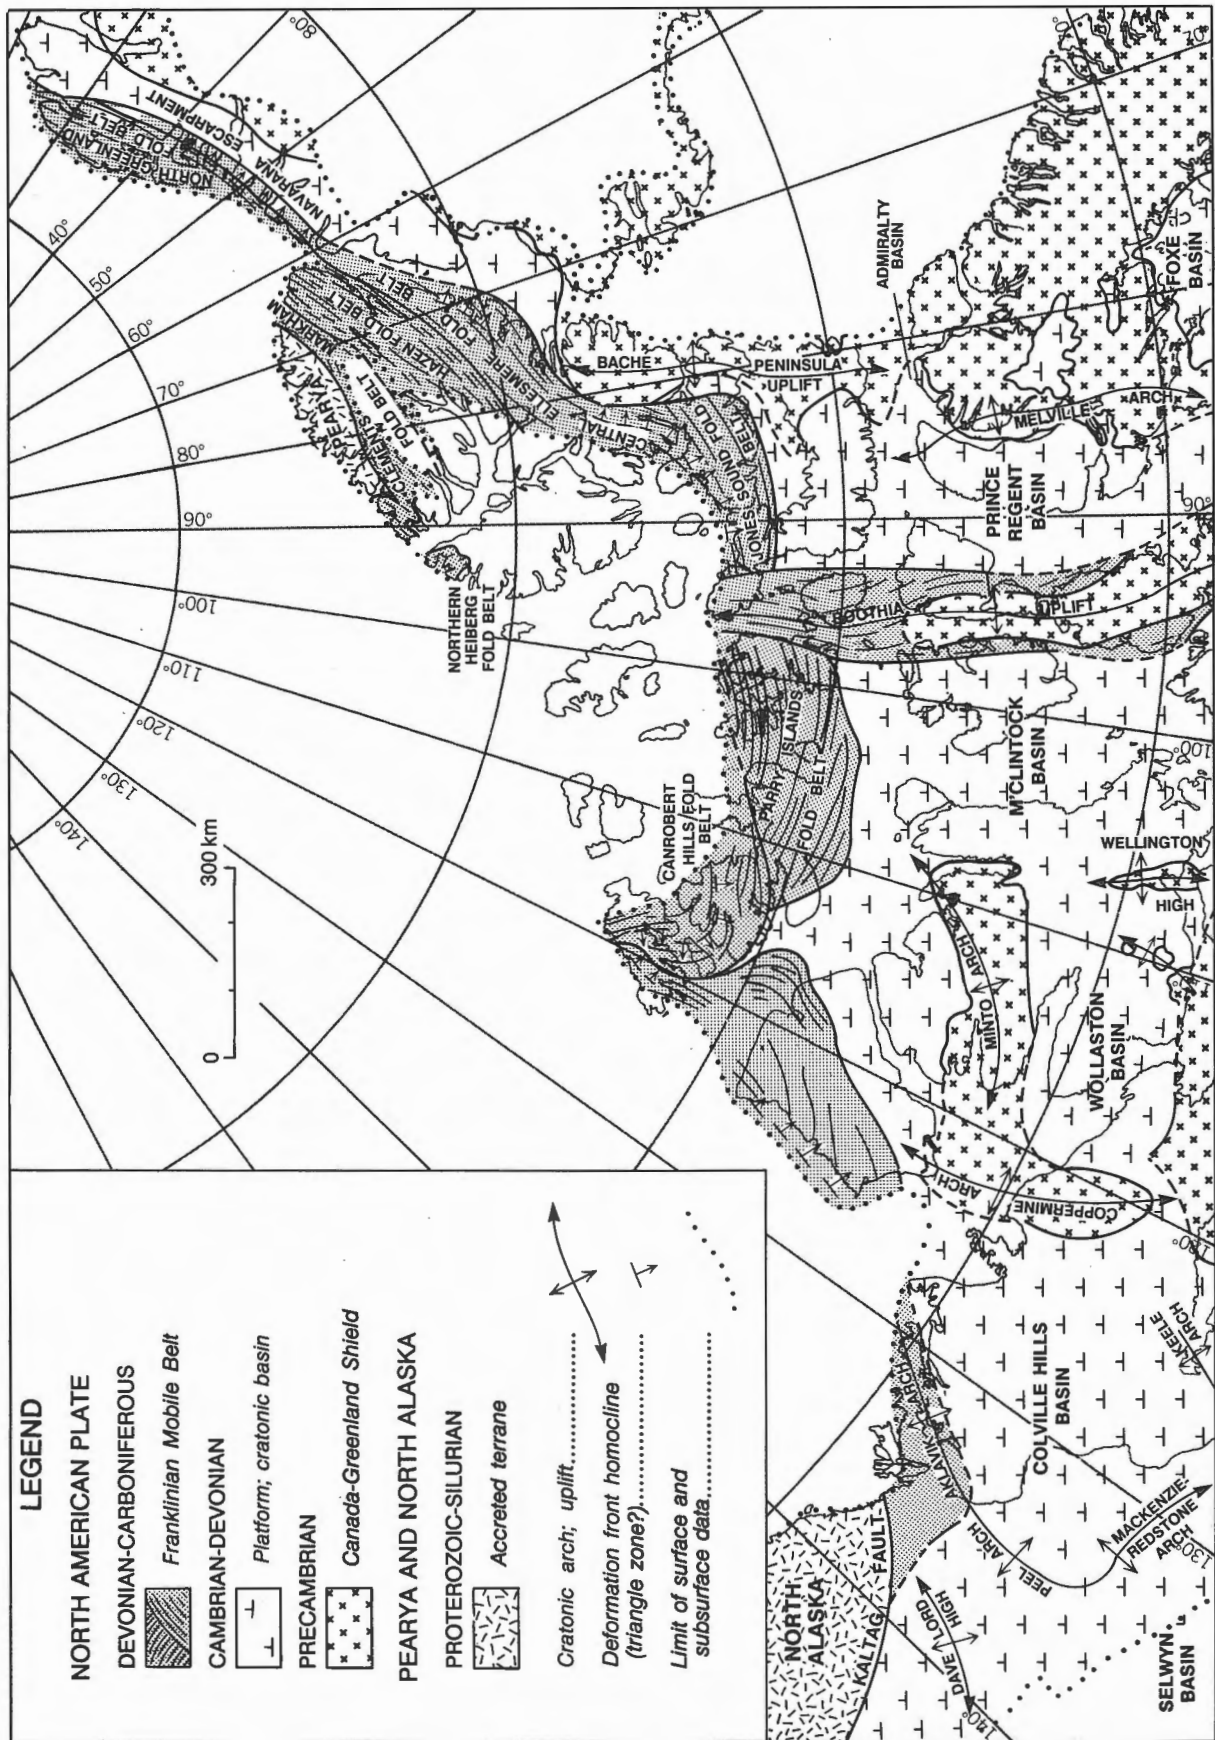 LEGEND
NORTH AMERICAN PLATE
DEVONIAN-CARBONIFEROUS
Franklinian Mobile Belt
CAMBRIAN-DEVONIAN
Platform; cratonic basin
PRECAMBRIAN
Canada-Greenland Shield
PEARYA AND NORTH ALASKA
PROTEROZOIC-SILURIAN
Accreted terrane
Cratonic arch; uplift
Deformation front homocline
(triangle zone?)
Limit of surface and
subsurface data
0 300 km
140°
130°
120°
110°
100°
90°
80°
70°
60°
50°
40°
80°
NORTH GREENLAND
FOLD BELT
NAVARANA
ESCARPMENT
PEARYA
CLEMENTS
MARKHAM
FOLD BELT
HAZEN FOLD BELT
CENTRAL
ELLESMERE
FOLD
BELT
NORTHERN
HEIBERG
FOLD BELT
BACHE
PENINSULA
UPLIFT
JONES SOUND FOLD
BELT
ADMIRALTY
BASIN
MELVILLE
ARCH
FOXE
BASIN
PRINCE
REGENT
BASIN
BOOTHIA
UPLIFT
CANROBERT
HILLS FOLD
BELT
PARRY
ISLANDS
FOLD
BELT
M'CLINTOCK
BASIN
WELLINGTON
HIGH
MINTO
ARCH
WOLLASTON
BASIN
COPPERMINE
ARCH
KEELE
ARCH
COLVILLE HILLS
BASIN
AKLAVIK
ARCH
PEEL
ARCH
MACKENZIE-
REDSTONE
ARCH
NORTH
ALASKA
KALTAG
FAULT
DAVE LORD
HIGH
SELWYN
BASIN
90°
100°
130°
140°